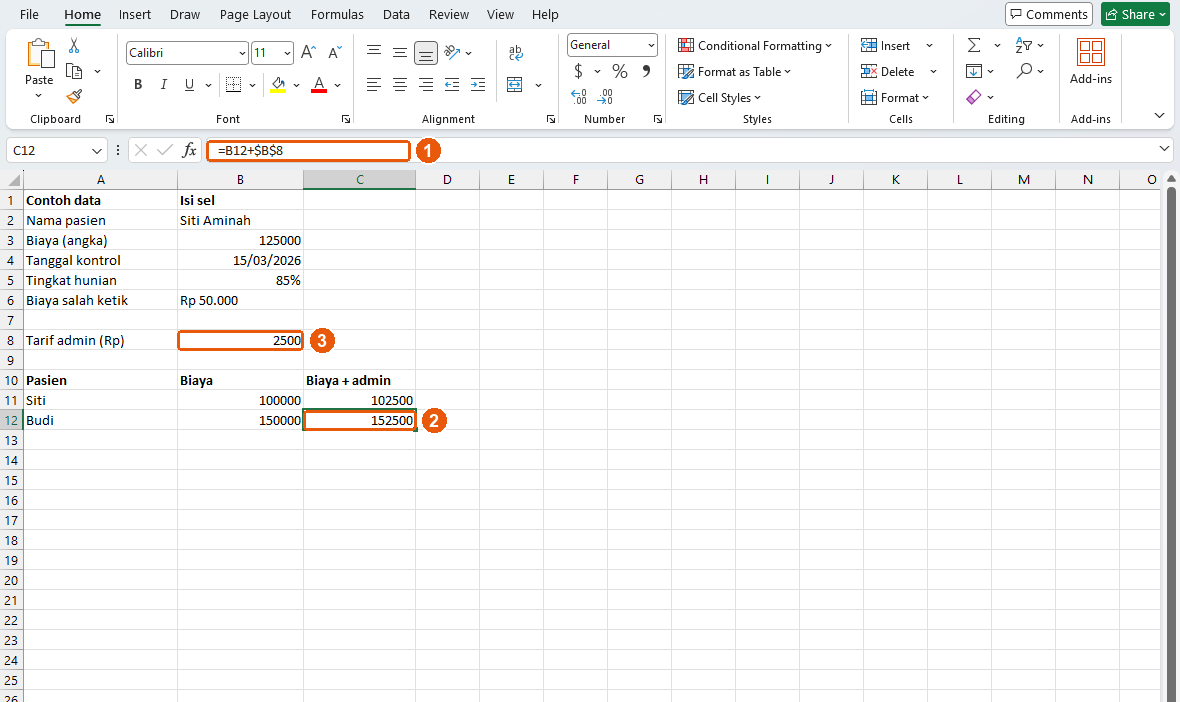 File Home Insert Draw Page Layout Formulas Data Review View Help Comments Share
Calibri 11 General Conditional Formatting Insert
Paste B I U A $ % Format as Table Delete Add-ins
Cell Styles Format
Clipboard Font Alignment Number Styles Cells Editing Add-ins
C12 fx =B12+$B$8 1
A B C D E F G H I J K L M N O
1 Contoh data Isi sel
2 Nama pasien Siti Aminah
3 Biaya (angka) 125000
4 Tanggal kontrol 15/03/2026
5 Tingkat hunian 85%
6 Biaya salah ketik Rp 50.000
7
8 Tarif admin (Rp) 2500 3
9
10 Pasien Biaya Biaya + admin
11 Siti 100000 102500
12 Budi 150000 152500 2
13
14
15
16
17
18
19
20
21
22
23
24
25
26